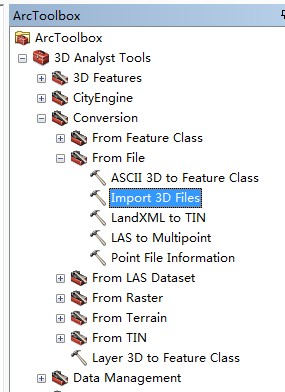 ArcToolbox
ArcToolbox
3D Analyst Tools
3D Features
CityEngine
Conversion
From Feature Class
From File
ASCII 3D to Feature Class
Import 3D Files
LandXML to TIN
LAS to Multipoint
Point File Information
From LAS Dataset
From Raster
From Terrain
From TIN
Layer 3D to Feature Class
Data Management